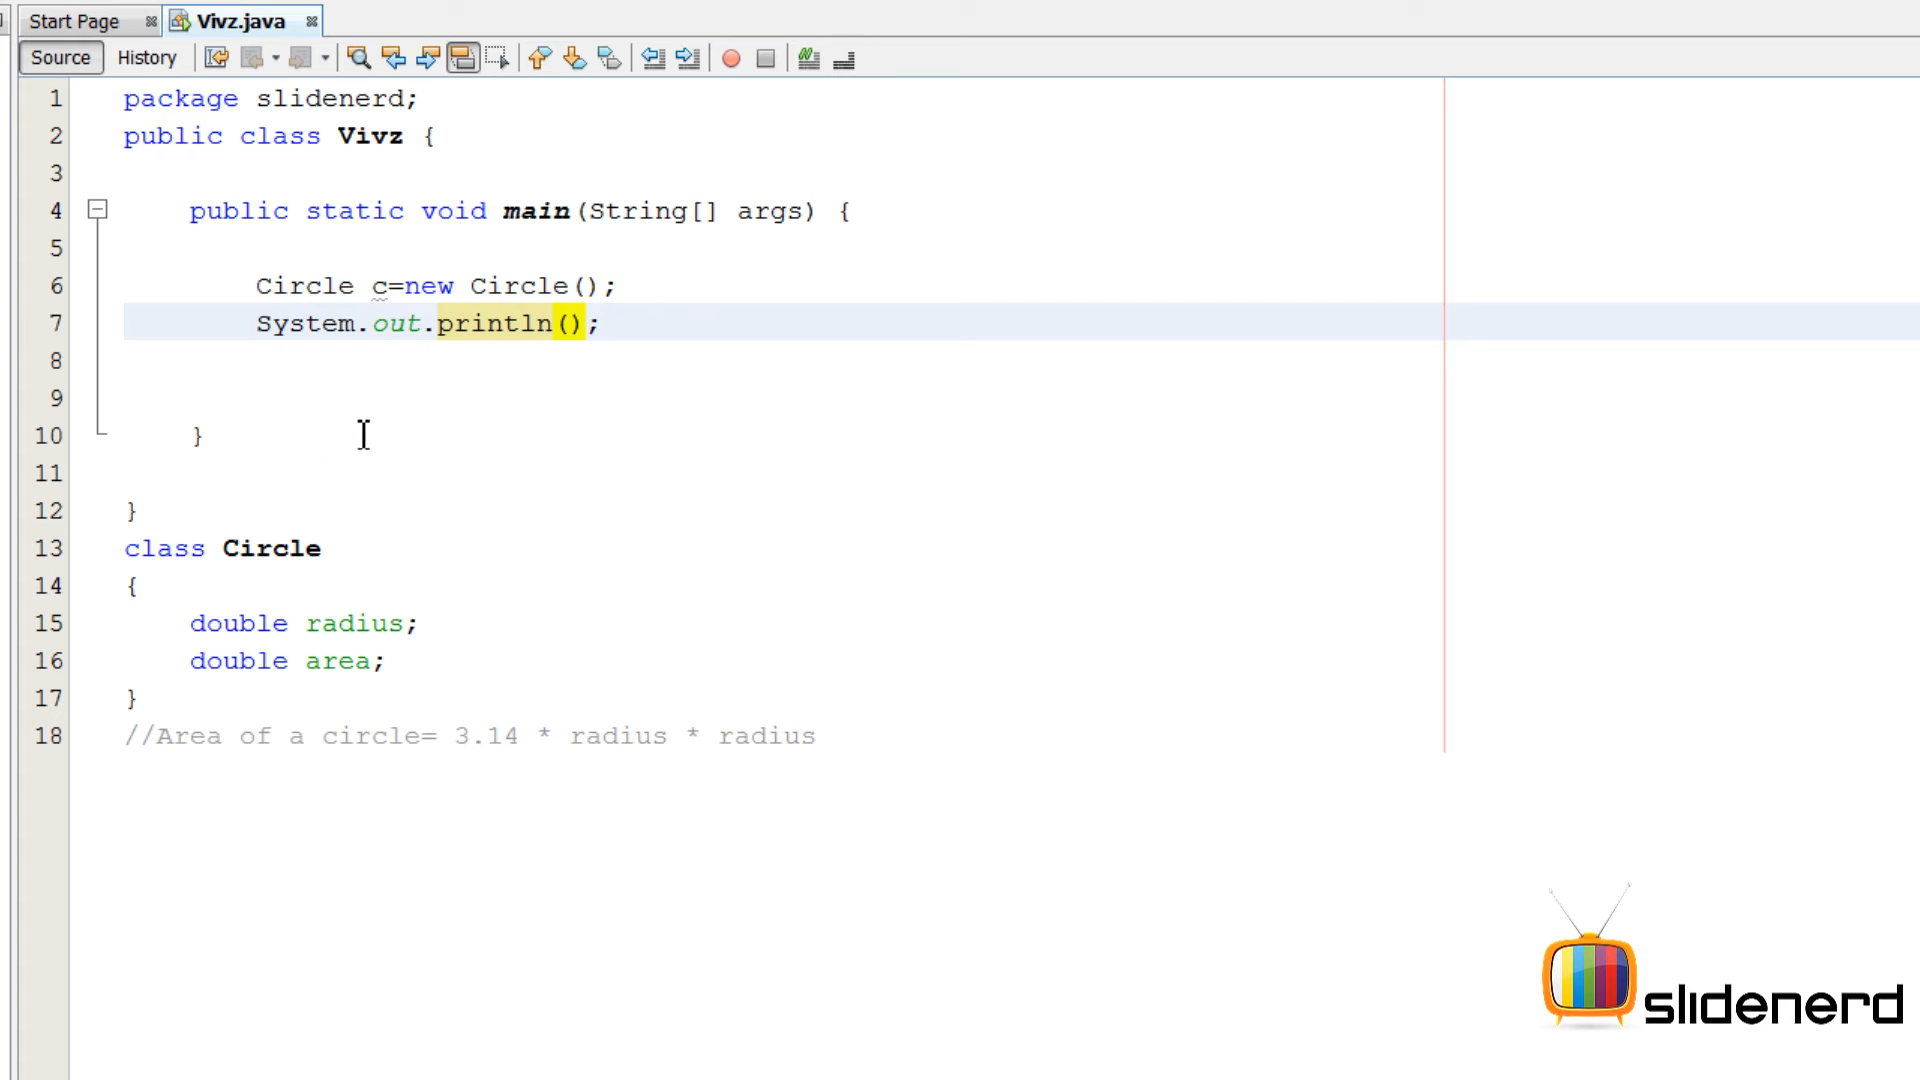 Start Page
Vivz.java
Source
History
1 package slidenerd;
2 public class Vivz {
3
4 public static void main(String[] args) {
5
6 Circle c=new Circle();
7 System.out.println();
8
9
10 }
11
12 }
13 class Circle
14 {
15 double radius;
16 double area;
17 }
18 //Area of a circle= 3.14 * radius * radius
slidenerd